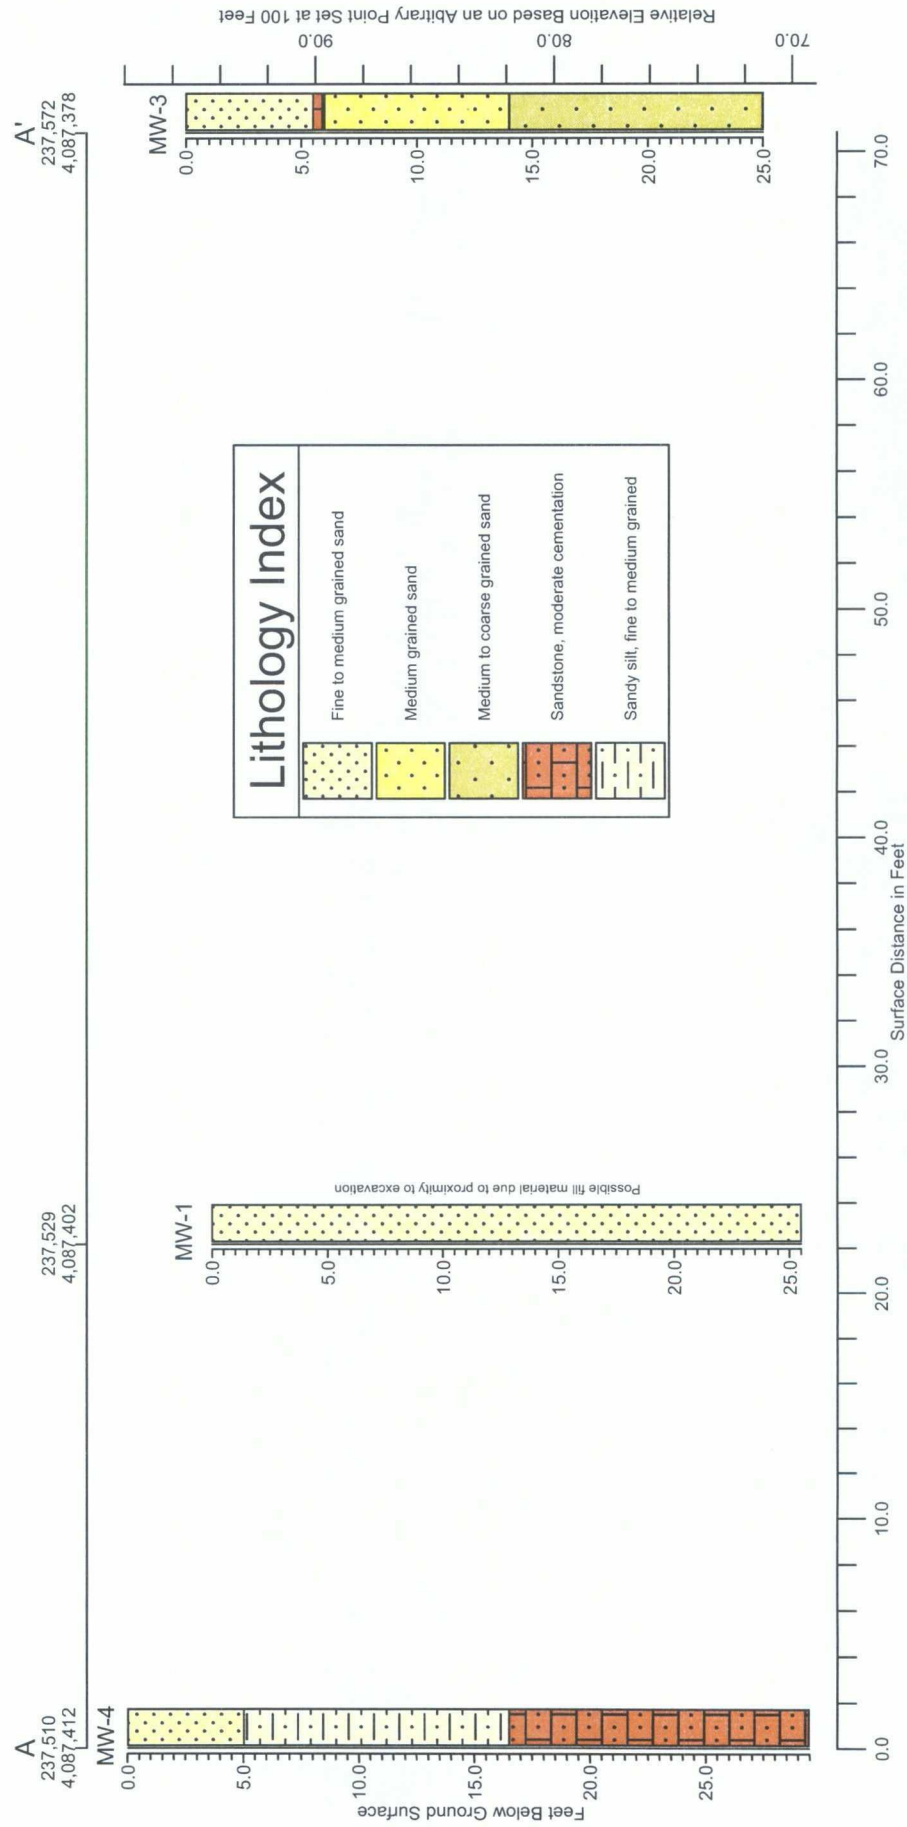 A
237,510
4,087,412
237,529
4,087,402
A'
237,572
4,087,378
MW-4
0.0
5.0
10.0
15.0
20.0
25.0
Feet Below Ground Surface
MW-1
0.0
5.0
10.0
15.0
20.0
25.0
Possible fill material due to proximity to excavation
Lithology Index
Fine to medium grained sand
Medium grained sand
Medium to coarse grained sand
Sandstone, moderate cementation
Sandy silt, fine to medium grained
MW-3
0.0
5.0
10.0
15.0
20.0
25.0
90.0
80.0
70.0
Relative Elevation Based on an Abitrary Point Set at 100 Feet
0.0
10.0
20.0
30.0
40.0
50.0
60.0
70.0
Surface Distance in Feet